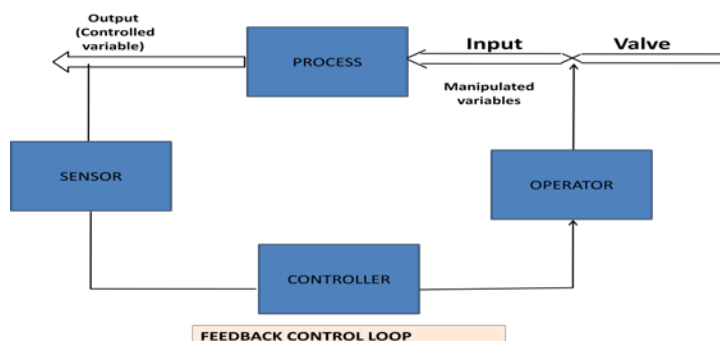 Output
(Controlled
variable)
PROCESS
Input
Valve
Manipulated
variables
SENSOR
OPERATOR
CONTROLLER
FEEDBACK CONTROL LOOP